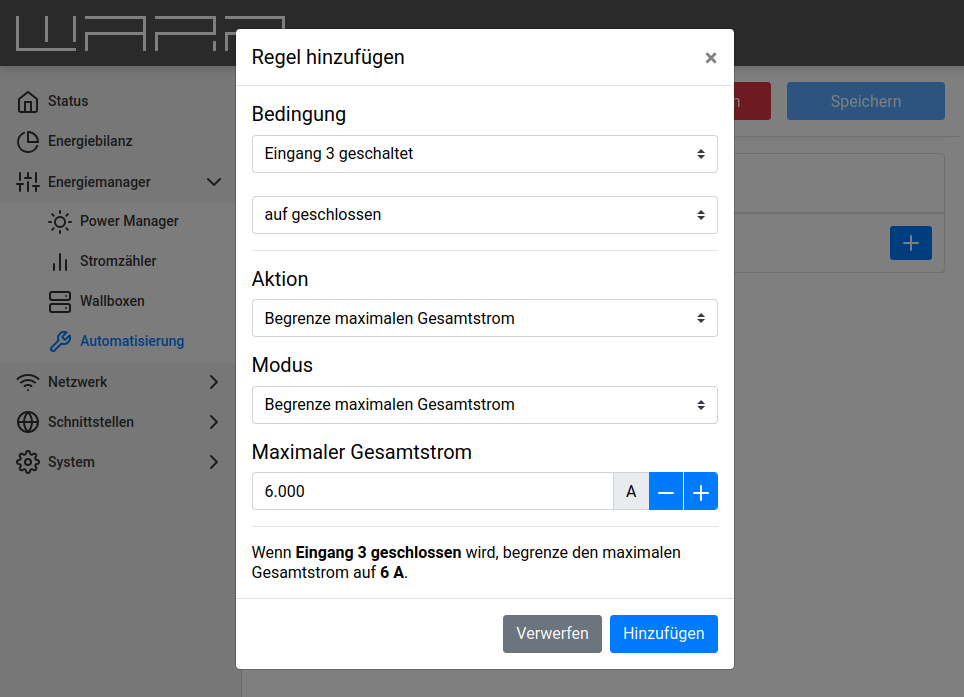 WARP
Regel hinzufügen
×
Status
Speichern
Bedingung
Energiebilanz
Eingang 3 geschaltet
Energiemanager
Power Manager
auf geschlossen
Stromzähler
Aktion
Wallboxen
Begrenze maximalen Gesamtstrom
Automatisierung
Modus
Netzwerk
Begrenze maximalen Gesamtstrom
Schnittstellen
Maximaler Gesamtstrom
System
6.000
A
Wenn Eingang 3 geschlossen wird, begrenze den maximalen
Gesamtstrom auf 6 A.
Verwerfen
Hinzufügen